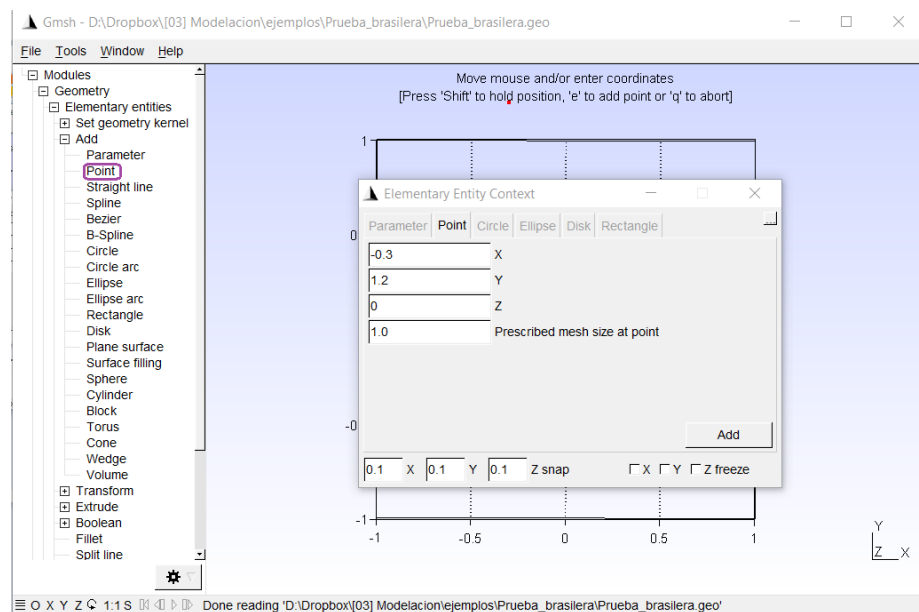 Gmsh - D:\Dropbox\[03] Modelacion\ejemplos\Prueba_brasilera\Prueba_brasilera.geo
File Tools Window Help
Modules
Geometry
Elementary entities
Set geometry kernel
Add
Parameter
Point
Straight line
Spline
Bezier
B-Spline
Circle
Circle arc
Ellipse
Ellipse arc
Rectangle
Disk
Plane surface
Surface filling
Sphere
Cylinder
Block
Torus
Cone
Wedge
Volume
Transform
Extrude
Boolean
Fillet
Split line
Move mouse and/or enter coordinates
[Press 'Shift' to hold position, 'e' to add point or 'q' to abort]
1
0
-0
-1
-1 -0.5 0 0.5 1
Elementary Entity Context
Parameter Point Circle Ellipse Disk Rectangle ...
-0.3 X
1.2 Y
0 Z
1.0 Prescribed mesh size at point
Add
0.1 X 0.1 Y 0.1 Z snap X Y Z freeze
Y
Z X
O X Y Z 1:1 S Done reading 'D:\Dropbox\[03] Modelacion\ejemplos\Prueba_brasilera\Prueba_brasilera.geo'